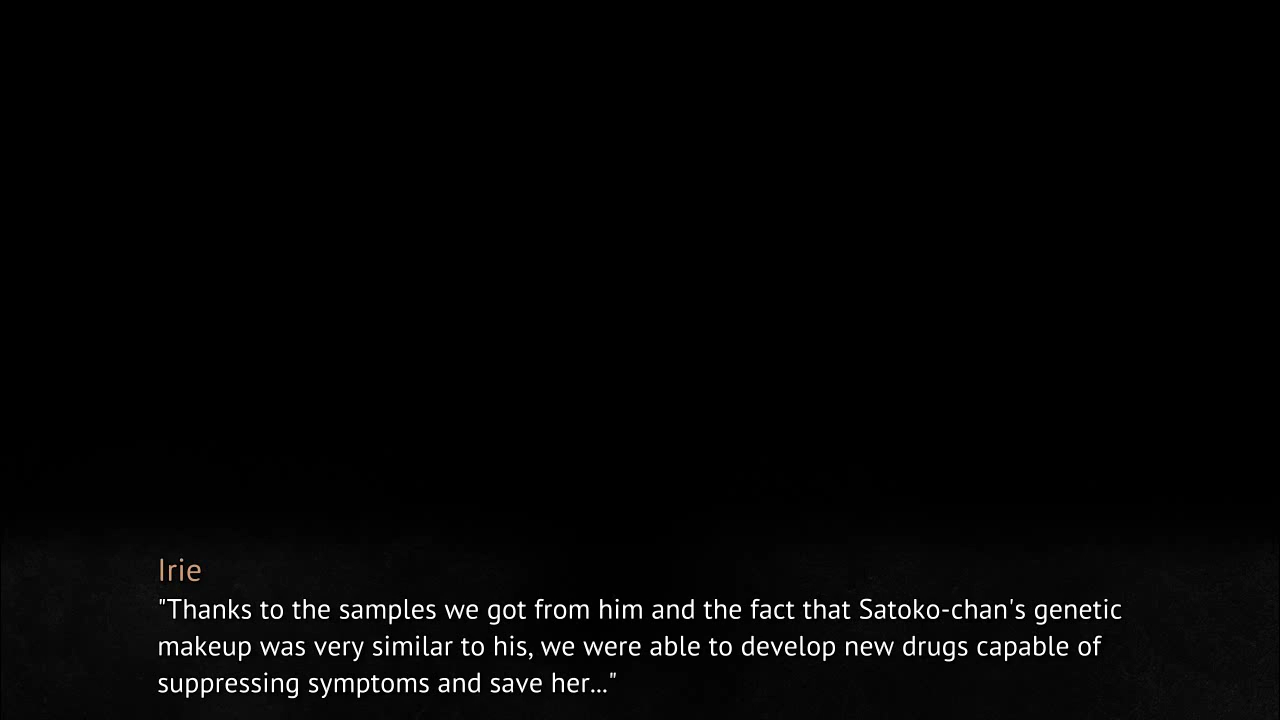 Irie
"Thanks to the samples we got from him and the fact that Satoko-chan's genetic
makeup was very similar to his, we were able to develop new drugs capable of
suppressing symptoms and save her..."